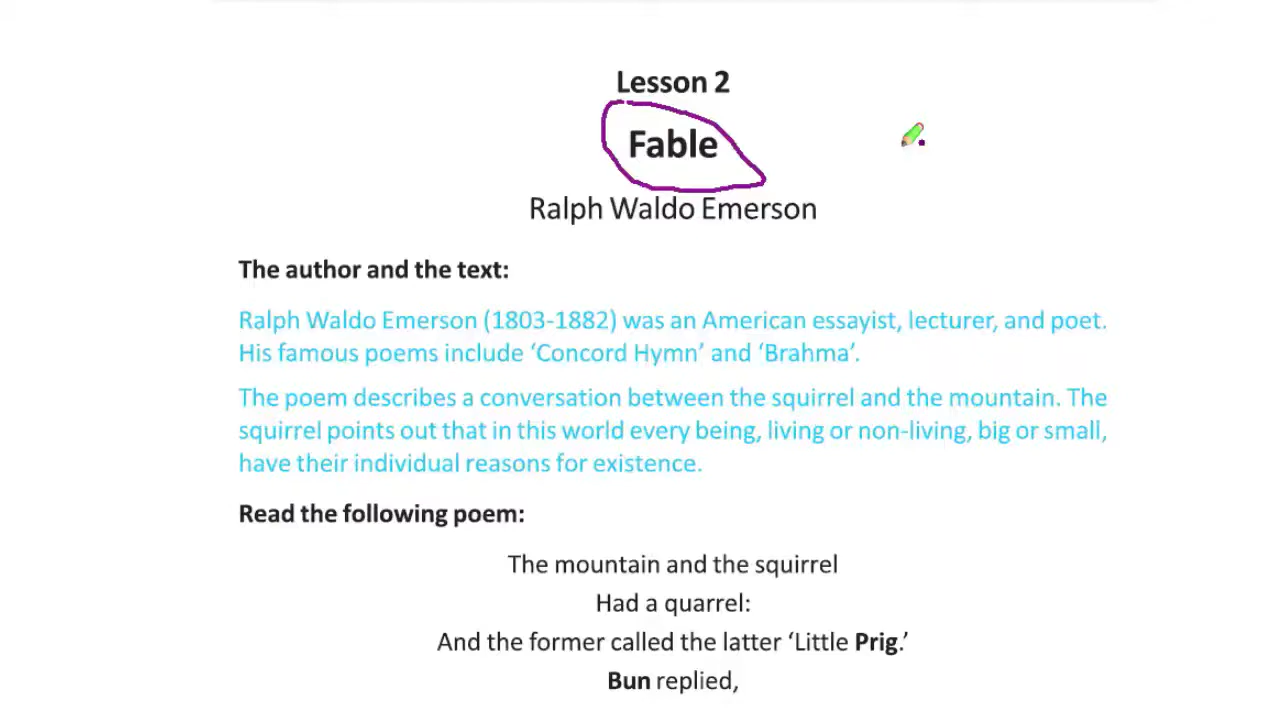 Lesson 2
Fable
Ralph Waldo Emerson
The author and the text:
Ralph Waldo Emerson (1803-1882) was an American essayist, lecturer, and poet.
His famous poems include ‘Concord Hymn’ and ‘Brahma’.
The poem describes a conversation between the squirrel and the mountain. The
squirrel points out that in this world every being, living or non-living, big or small,
have their individual reasons for existence.
Read the following poem:
The mountain and the squirrel
Had a quarrel:
And the former called the latter ‘Little Prig.’
Bun replied,